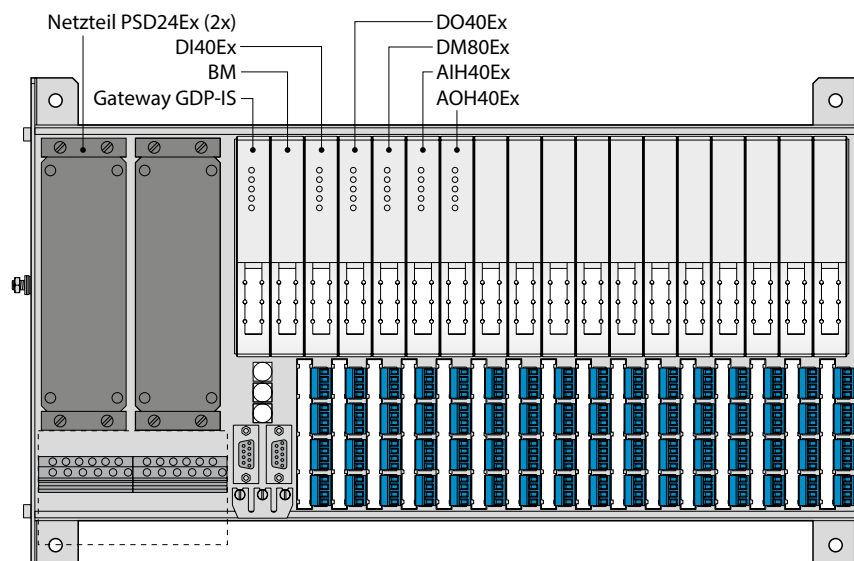 Netzteil PSD24Ex (2x)
DI40Ex
BM
Gateway GDP-IS
DO40Ex
DM80Ex
AIH40Ex
AOH40Ex